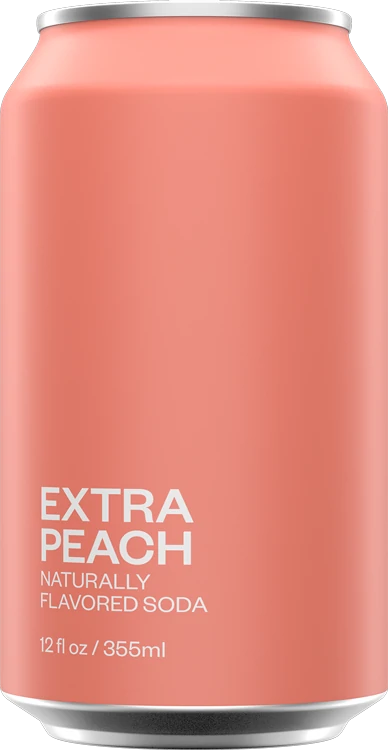 EXTRA
PEACH
NATURALLY
FLAVORED SODA
12 fl oz / 355ml